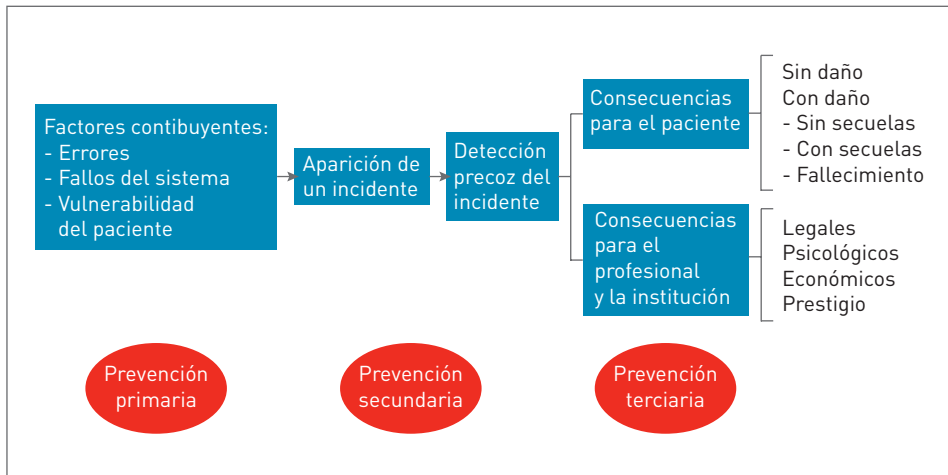 Factores contibuyentes:
- Errores
- Fallos del sistema
- Vulnerabilidad
del paciente
Aparición de
un incidente
Detección
precoz del
incidente
Consecuencias
para el paciente
Sin daño
Con daño
- Sin secuelas
- Con secuelas
- Fallecimiento
Consecuencias
para el
profesional
y la institución
Legales
Psicológicos
Económicos
Prestigio
Prevención
primaria
Prevención
secundaria
Prevención
terciaria